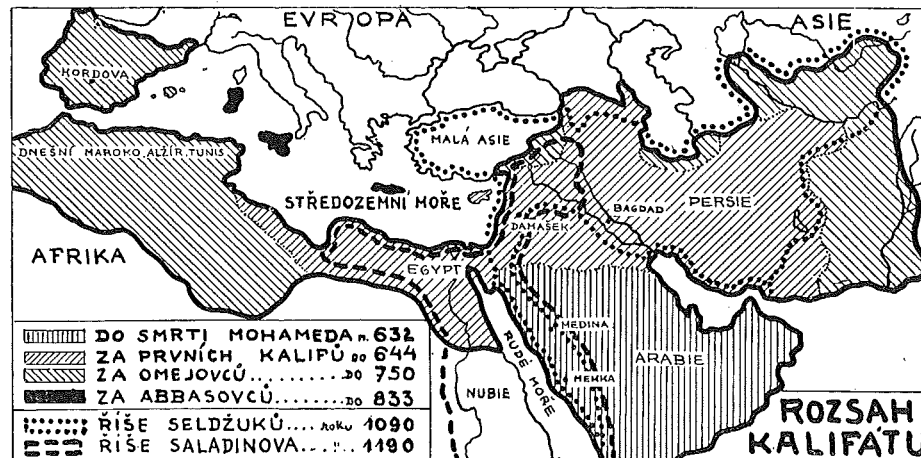 EVROPA
ASIE
KORDOVA
MALÁ ASIE
DNEŠNÍ MAROKO, ALŽÍR, TUNIS
STŘEDOZEMNÍ MOŘE
BAGDAD
PERSIE
DAMAŠEK
AFRIKA
EGYPT
MEDINA
ARABIE
MEKKA
RUDÉ MOŘE
NUBIE
DO SMRTI MOHAMEDA r. 632
ZA PRVNÍCH KALIFŮ DO 644
ZA OMEJOVCŮ.......... DO 750
ZA ABBASOVCŮ......... DO 833
ŘÍŠE SELDŽUKŮ.... roku 1090
ŘÍŠE SALADINOVA... " 1190
ROZSAH
KALIFÁTU